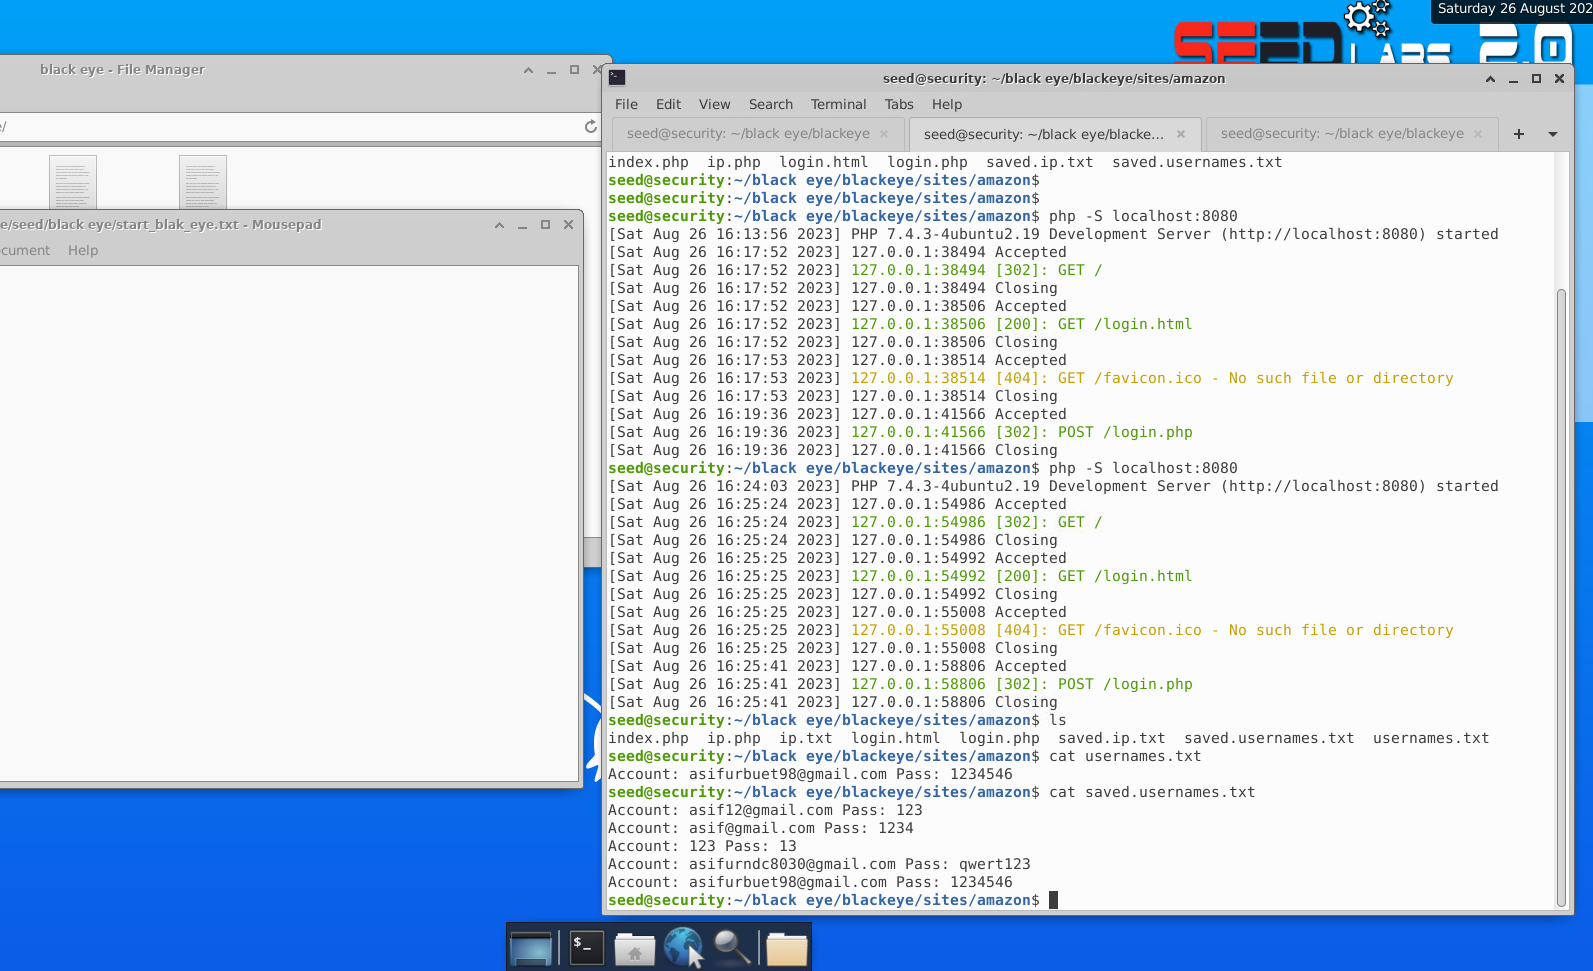 Saturday 26 August 202
SEED
LABS 2.0
black eye - File Manager
e/
e/seed/black eye/start_blak_eye.txt - Mousepad
cument Help
seed@security: ~/black eye/blackeye/sites/amazon
File Edit View Search Terminal Tabs Help
seed@security: ~/black eye/blackeye × seed@security: ~/black eye/blacke... × seed@security: ~/black eye/blackeye ×
index.php ip.php login.html login.php saved.ip.txt saved.usernames.txt
seed@security:~/black eye/blackeye/sites/amazon$
seed@security:~/black eye/blackeye/sites/amazon$
seed@security:~/black eye/blackeye/sites/amazon$ php -S localhost:8080
[Sat Aug 26 16:13:56 2023] PHP 7.4.3-4ubuntu2.19 Development Server (http://localhost:8080) started
[Sat Aug 26 16:17:52 2023] 127.0.0.1:38494 Accepted
[Sat Aug 26 16:17:52 2023] 127.0.0.1:38494 [302]: GET /
[Sat Aug 26 16:17:52 2023] 127.0.0.1:38494 Closing
[Sat Aug 26 16:17:52 2023] 127.0.0.1:38506 Accepted
[Sat Aug 26 16:17:52 2023] 127.0.0.1:38506 [200]: GET /login.html
[Sat Aug 26 16:17:52 2023] 127.0.0.1:38506 Closing
[Sat Aug 26 16:17:53 2023] 127.0.0.1:38514 Accepted
[Sat Aug 26 16:17:53 2023] 127.0.0.1:38514 [404]: GET /favicon.ico - No such file or directory
[Sat Aug 26 16:17:53 2023] 127.0.0.1:38514 Closing
[Sat Aug 26 16:19:36 2023] 127.0.0.1:41566 Accepted
[Sat Aug 26 16:19:36 2023] 127.0.0.1:41566 [302]: POST /login.php
[Sat Aug 26 16:19:36 2023] 127.0.0.1:41566 Closing
seed@security:~/black eye/blackeye/sites/amazon$ php -S localhost:8080
[Sat Aug 26 16:24:03 2023] PHP 7.4.3-4ubuntu2.19 Development Server (http://localhost:8080) started
[Sat Aug 26 16:25:24 2023] 127.0.0.1:54986 Accepted
[Sat Aug 26 16:25:24 2023] 127.0.0.1:54986 [302]: GET /
[Sat Aug 26 16:25:24 2023] 127.0.0.1:54986 Closing
[Sat Aug 26 16:25:25 2023] 127.0.0.1:54992 Accepted
[Sat Aug 26 16:25:25 2023] 127.0.0.1:54992 [200]: GET /login.html
[Sat Aug 26 16:25:25 2023] 127.0.0.1:54992 Closing
[Sat Aug 26 16:25:25 2023] 127.0.0.1:55008 Accepted
[Sat Aug 26 16:25:25 2023] 127.0.0.1:55008 [404]: GET /favicon.ico - No such file or directory
[Sat Aug 26 16:25:25 2023] 127.0.0.1:55008 Closing
[Sat Aug 26 16:25:41 2023] 127.0.0.1:58806 Accepted
[Sat Aug 26 16:25:41 2023] 127.0.0.1:58806 [302]: POST /login.php
[Sat Aug 26 16:25:41 2023] 127.0.0.1:58806 Closing
seed@security:~/black eye/blackeye/sites/amazon$ ls
index.php ip.php ip.txt login.html login.php saved.ip.txt saved.usernames.txt usernames.txt
seed@security:~/black eye/blackeye/sites/amazon$ cat usernames.txt
Account: asifurbuet98@gmail.com Pass: 1234546
seed@security:~/black eye/blackeye/sites/amazon$ cat saved.usernames.txt
Account: asif12@gmail.com Pass: 123
Account: asif@gmail.com Pass: 1234
Account: 123 Pass: 13
Account: asifurndc8030@gmail.com Pass: qwert123
Account: asifurbuet98@gmail.com Pass: 1234546
seed@security:~/black eye/blackeye/sites/amazon$